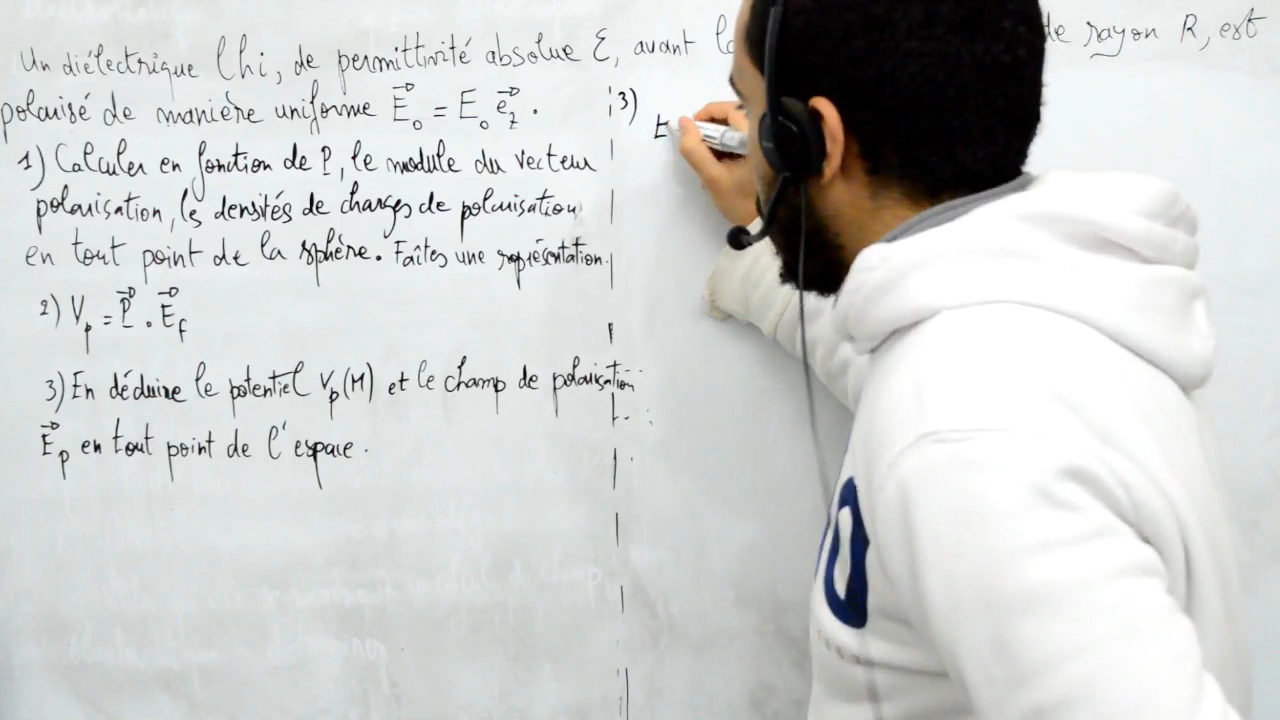 Un diélectrique lhi, de permittivité absolue ε, avant l de rayon R, est
polarisé de manière uniforme E⃗₀ = E₀ e⃗z.
1) Calculer en fonction de P, le module du vecteur
polarisation, les densités de charges de polarisation
en tout point de la sphère. Faîtes une représentation.
2) Vp = P⃗ . E⃗f
3) En déduire le potentiel Vp(M) et le champ de polarisation
E⃗p en tout point de l'espace.
3)
E